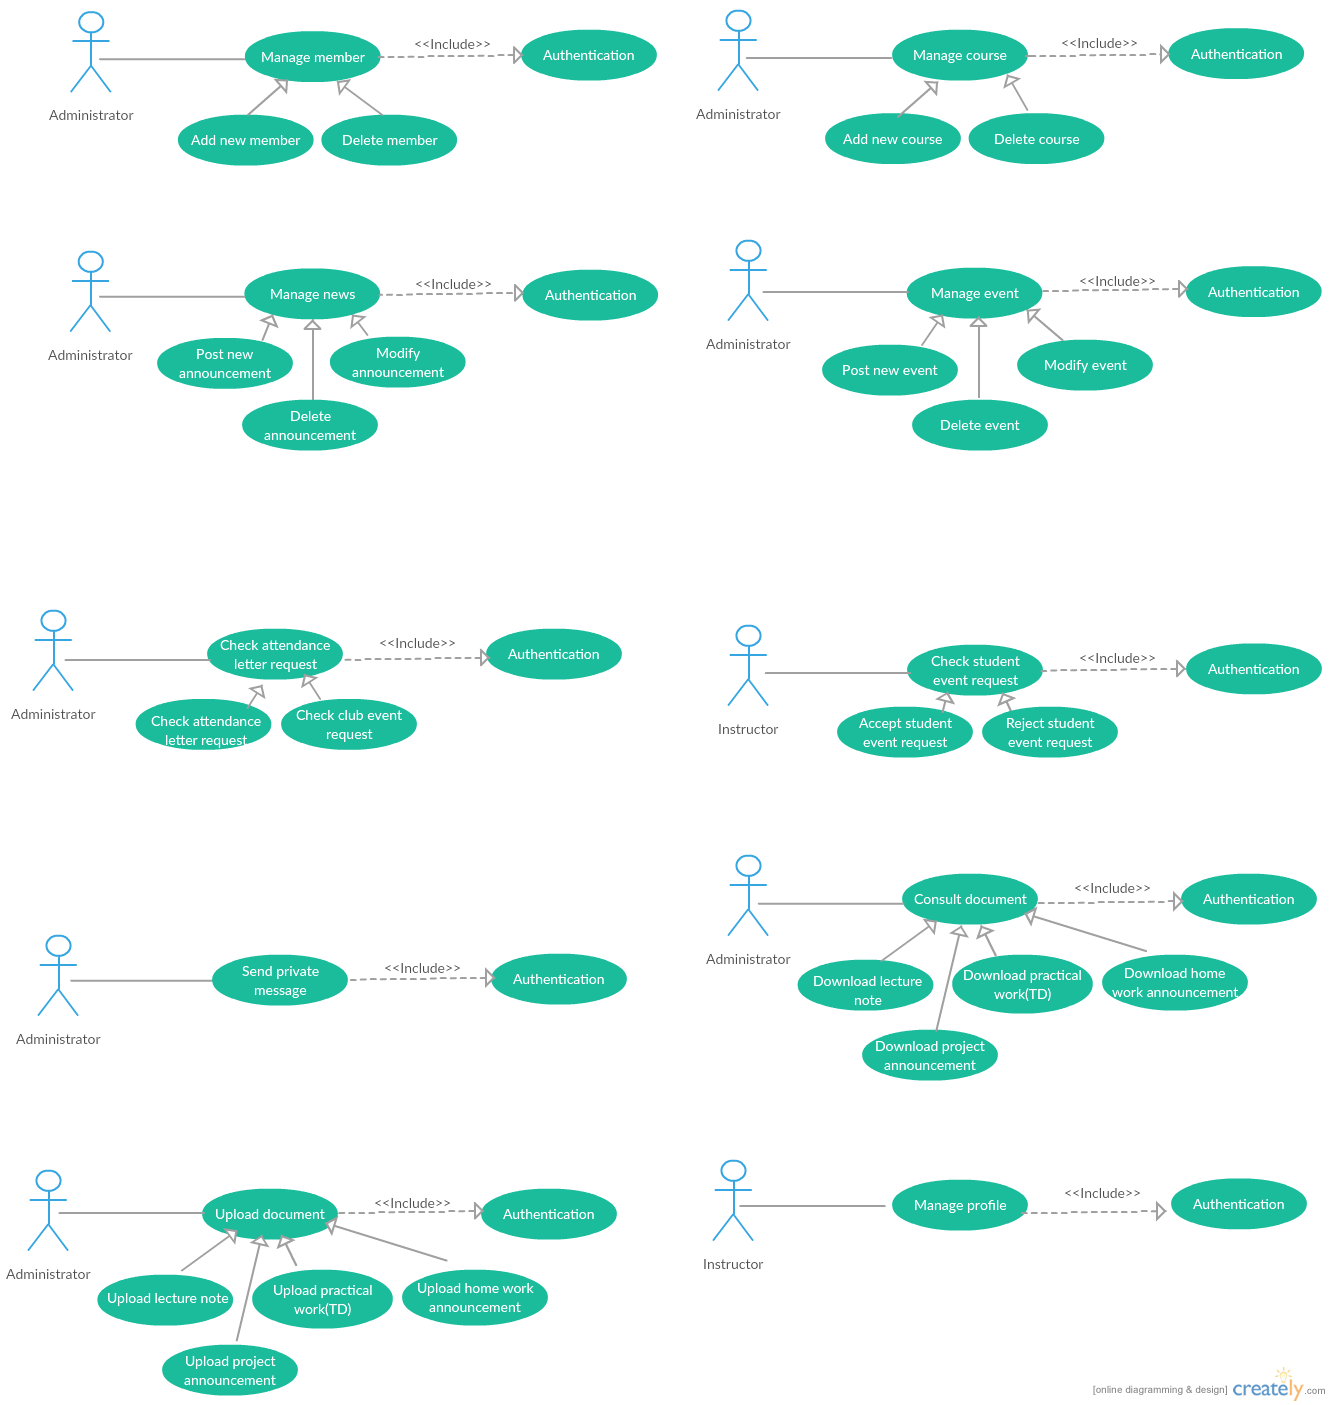 <<Include>>
Manage member
Authentication
Administrator
Add new member
Delete member
<<Include>>
Manage course
Authentication
Administrator
Add new course
Delete course
<<Include>>
Manage news
Authentication
Administrator
Post new
announcement
Modify
announcement
Delete
announcement
<<Include>>
Manage event
Authentication
Administrator
Post new event
Modify event
Delete event
<<Include>>
Check attendance
letter request
Authentication
Administrator
Check attendance
letter request
Check club event
request
<<Include>>
Check student
event request
Authentication
Instructor
Accept student
event request
Reject student
event request
<<Include>>
Send private
message
Authentication
Administrator
<<Include>>
Consult document
Authentication
Administrator
Download lecture
note
Download practical
work(TD)
Download home
work announcement
Download project
announcement
<<Include>>
Upload document
Authentication
Administrator
Upload lecture note
Upload practical
work(TD)
Upload home work
announcement
Upload project
announcement
<<Include>>
Manage profile
Authentication
Instructor
[online diagramming & design] creately.com